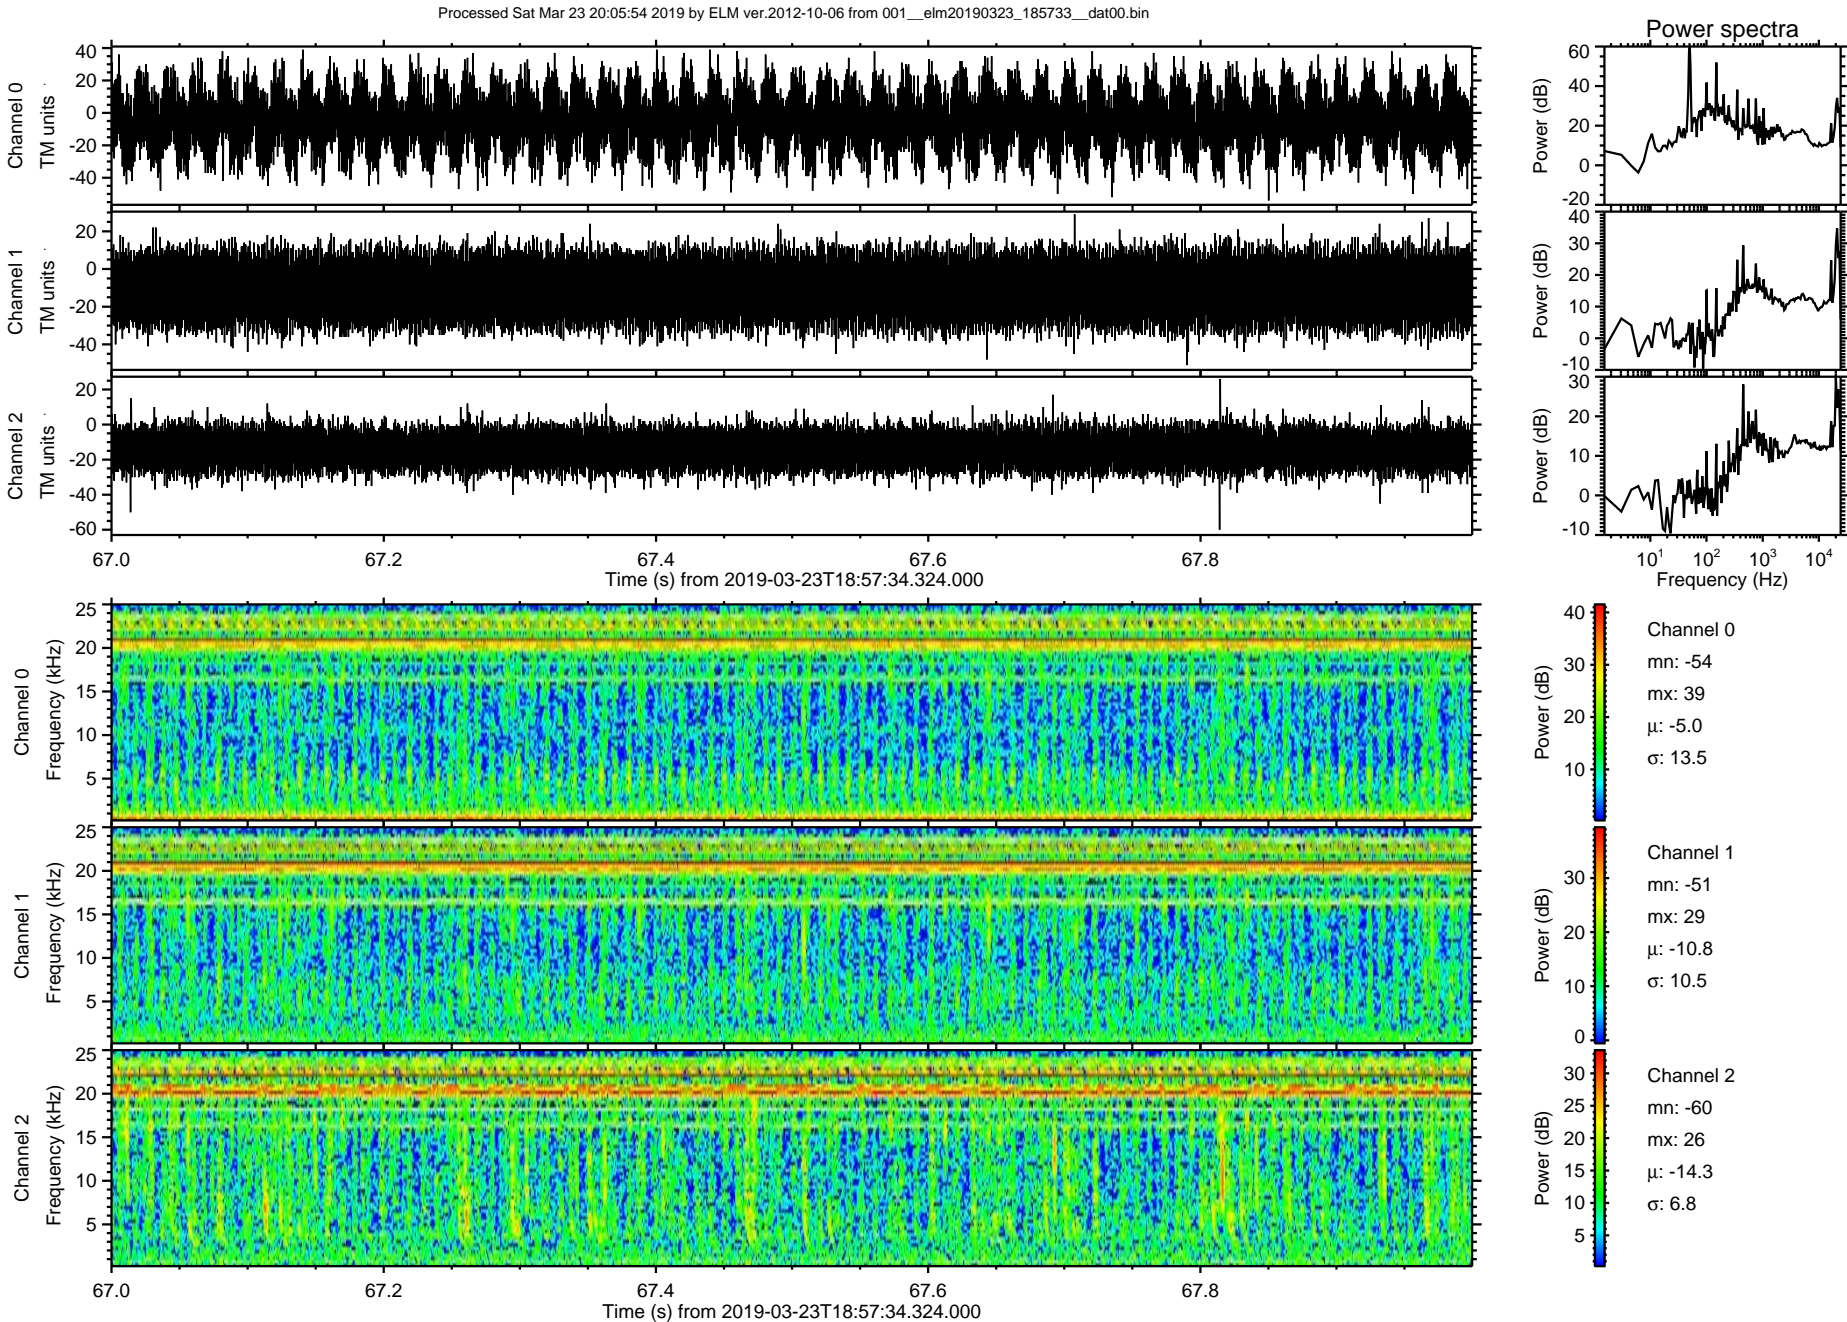 Processed Sat Mar 23 20:05:54 2019 by ELM ver.2012-10-06 from 001__elm20190323_185733__dat00.bin
Power spectra
Channel 0
TM units
40
20
0
-20
-40
Power (dB)
60
40
20
0
-20
Channel 1
TM units
20
0
-20
-40
Power (dB)
40
30
20
10
0
-10
Channel 2
TM units
20
0
-20
-40
-60
Power (dB)
30
20
10
0
-10
67.0 67.2 67.4 67.6 67.8
Time (s) from 2019-03-23T18:57:34.324.000
10^1 10^2 10^3 10^4
Frequency (Hz)
Channel 0
Frequency (kHz)
25
20
15
10
5
Power (dB)
40
30
20
10
Channel 0
mn: -54
mx: 39
μ: -5.0
σ: 13.5
Channel 1
Frequency (kHz)
25
20
15
10
5
Power (dB)
30
20
10
0
Channel 1
mn: -51
mx: 29
μ: -10.8
σ: 10.5
Channel 2
Frequency (kHz)
25
20
15
10
5
Power (dB)
30
25
20
15
10
5
Channel 2
mn: -60
mx: 26
μ: -14.3
σ: 6.8
67.0 67.2 67.4 67.6 67.8
Time (s) from 2019-03-23T18:57:34.324.000